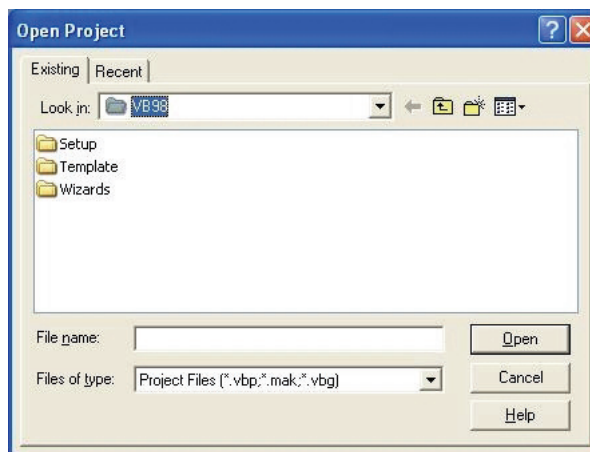 Open Project
Existing Recent
Look in: VB98
Setup
Template
Wizards
File name: Open
Files of type: Project Files (*.vbp;*.mak;*.vbg) Cancel
Help